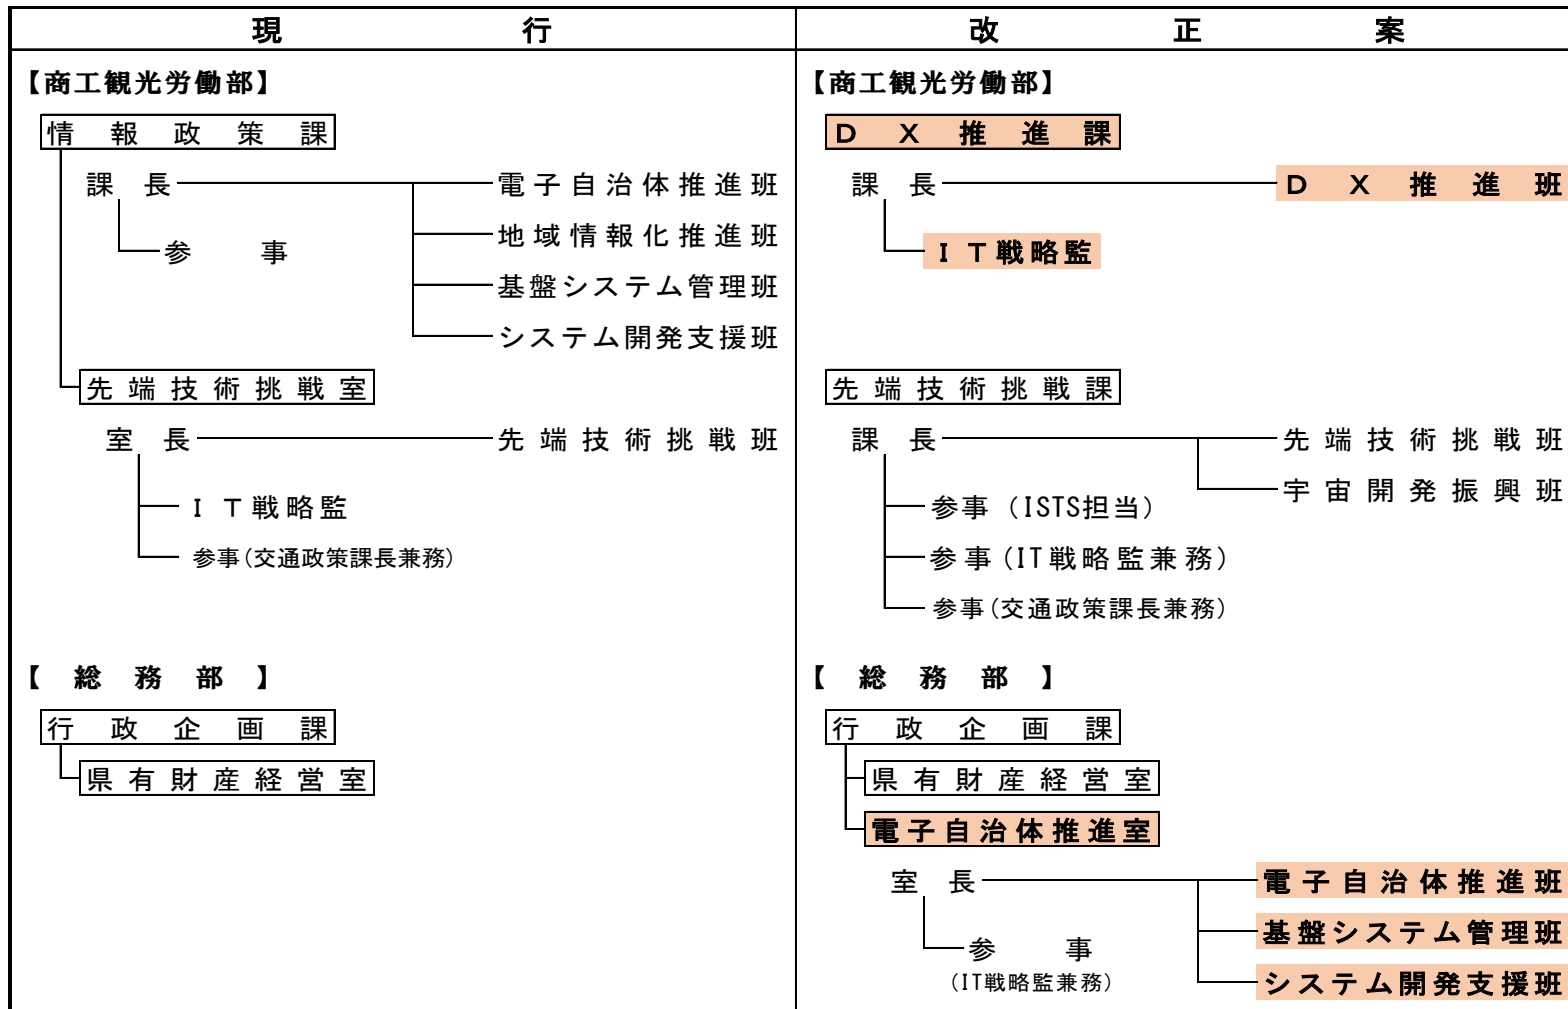 現行
【商工観光労働部】
情報政策課
課長
電子自治体推進班
地域情報化推進班
参事
基盤システム管理班
システム開発支援班
先端技術挑戦室
室長
先端技術挑戦班
IT戦略監
参事(交通政策課長兼務)
【総務部】
行政企画課
県有財産経営室
改正案
【商工観光労働部】
DX推進課
課長
DX推進班
IT戦略監
先端技術挑戦課
課長
先端技術挑戦班
宇宙開発振興班
参事(ISTS担当)
参事(IT戦略監兼務)
参事(交通政策課長兼務)
【総務部】
行政企画課
県有財産経営室
電子自治体推進室
室長
電子自治体推進班
基盤システム管理班
参事
(IT戦略監兼務)
システム開発支援班